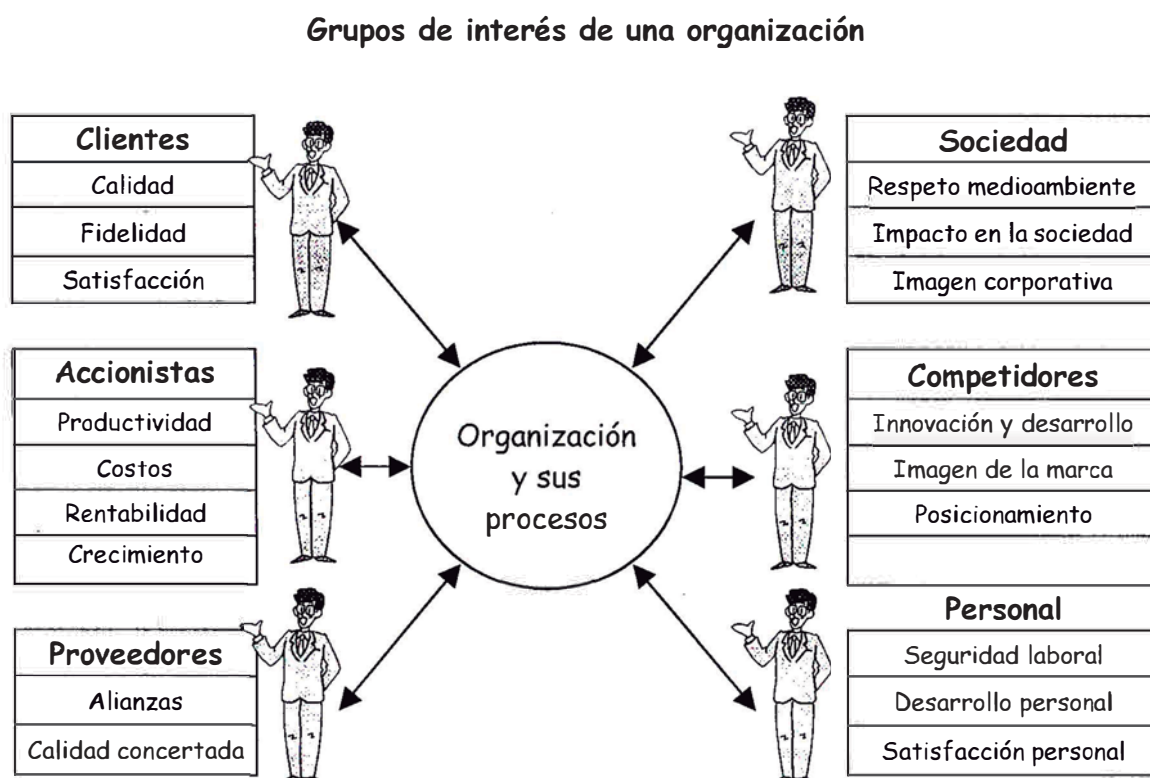 Grupos de interés de una organización
Clientes
Calidad
Fidelidad
Satisfacción
Accionistas
Productividad
Costos
Rentabilidad
Crecimiento
Proveedores
Alianzas
Calidad concertada
Organización
y sus
procesos
Sociedad
Respeto medioambiente
Impacto en la sociedad
Imagen corporativa
Competidores
Innovación y desarrollo
Imagen de la marca
Posicionamiento
Personal
Seguridad laboral
Desarrollo personal
Satisfacción personal